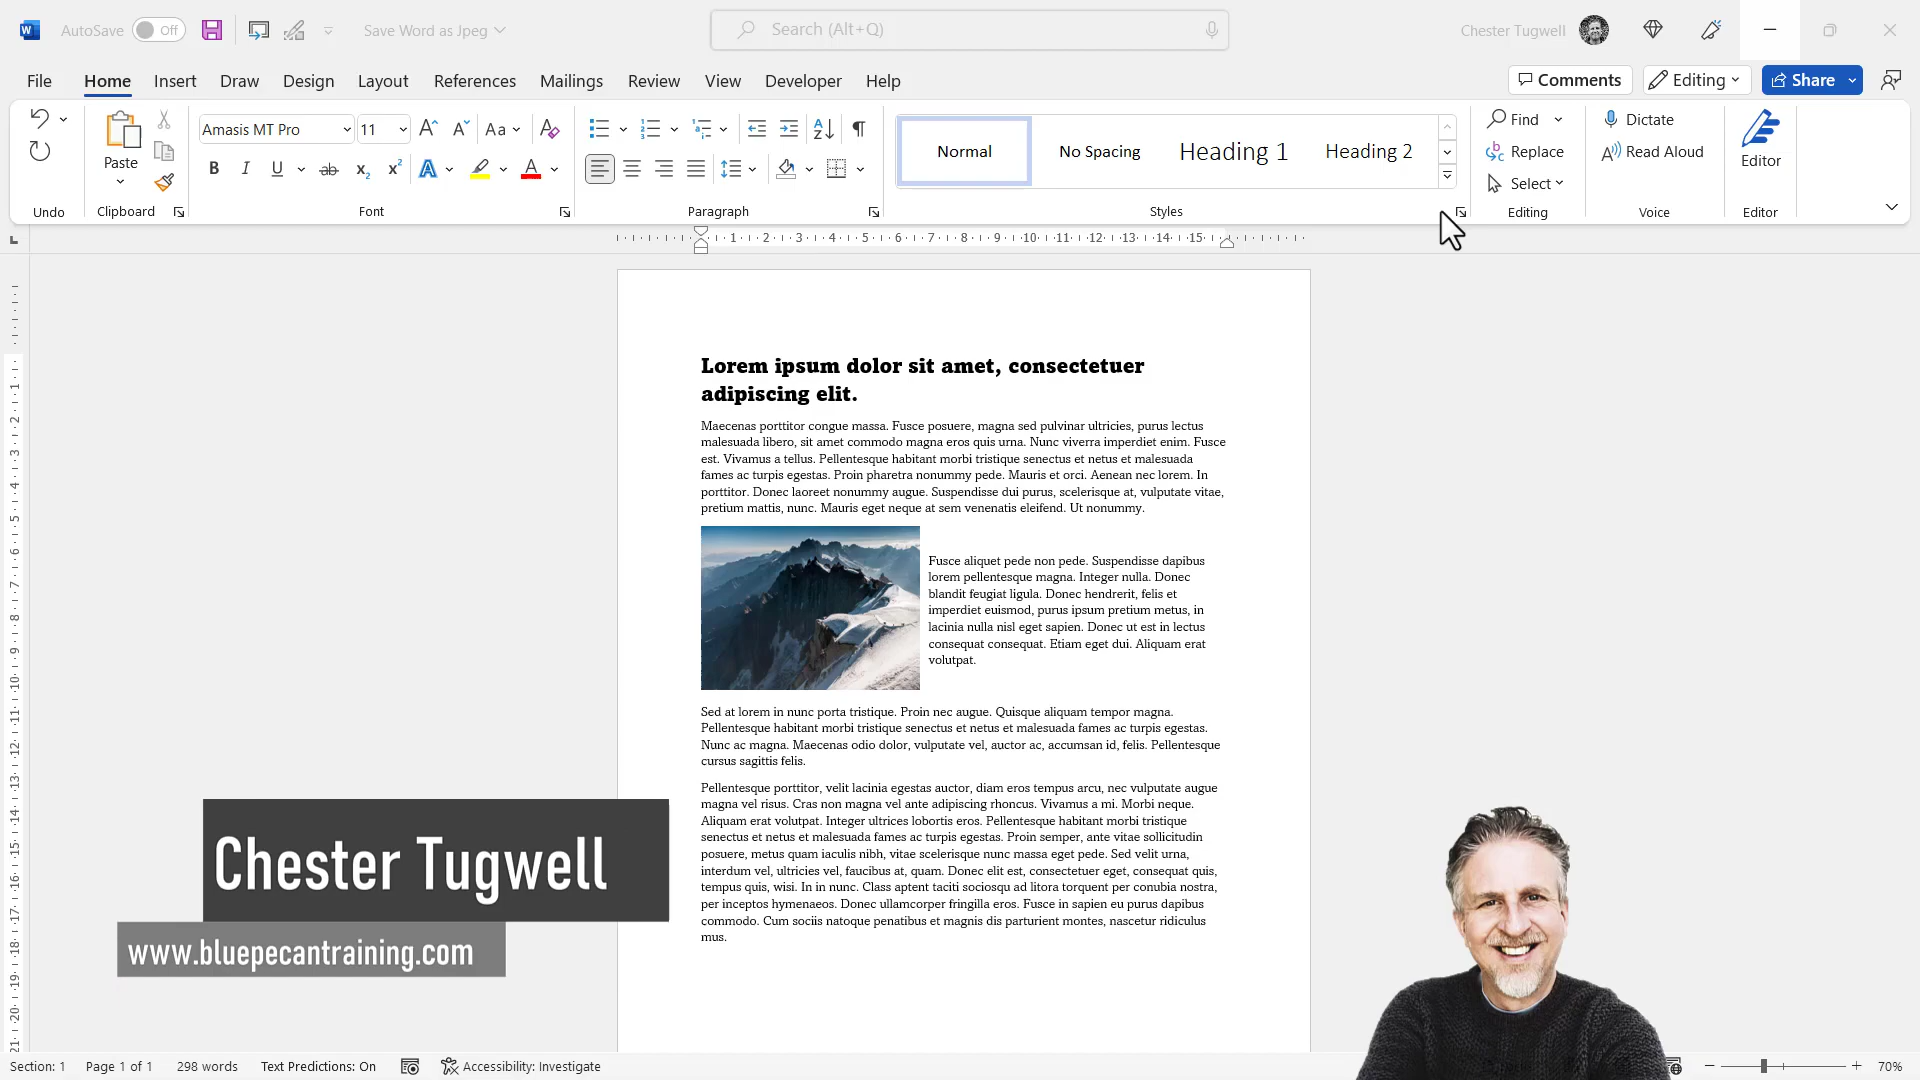 AutoSave Off Save Word as Jpeg Search (Alt+Q) Chester Tugwell
File Home Insert Draw Design Layout References Mailings Review View Developer Help Comments Editing Share
Paste
Clipboard
Undo
Amasis MT Pro 11
Font
Paragraph
Normal No Spacing Heading 1 Heading 2
Styles
Find
Replace
Select
Editing
Dictate
Read Aloud
Voice
Editor
Editor
1 2 3 4 5 6 7 8 9 10 11 12 13 14 15
Lorem ipsum dolor sit amet, consectetuer
adipiscing elit.
Maecenas porttitor congue massa. Fusce posuere, magna sed pulvinar ultricies, purus lectus
malesuada libero, sit amet commodo magna eros quis urna. Nunc viverra imperdiet enim. Fusce
est. Vivamus a tellus. Pellentesque habitant morbi tristique senectus et netus et malesuada
fames ac turpis egestas. Proin pharetra nonummy pede. Mauris et orci. Aenean nec lorem. In
porttitor. Donec laoreet nonummy augue. Suspendisse dui purus, scelerisque at, vulputate vitae,
pretium mattis, nunc. Mauris eget neque at sem venenatis eleifend. Ut nonummy.
Fusce aliquet pede non pede. Suspendisse dapibus
lorem pellentesque magna. Integer nulla. Donec
blandit feugiat ligula. Donec hendrerit, felis et
imperdiet euismod, purus ipsum pretium metus, in
lacinia nulla nisl eget sapien. Donec ut est in lectus
consequat consequat. Etiam eget dui. Aliquam erat
volutpat.
Sed at lorem in nunc porta tristique. Proin nec augue. Quisque aliquam tempor magna.
Pellentesque habitant morbi tristique senectus et netus et malesuada fames ac turpis egestas.
Nunc ac magna. Maecenas odio dolor, vulputate vel, auctor ac, accumsan id, felis. Pellentesque
cursus sagittis felis.
Pellentesque porttitor, velit lacinia egestas auctor, diam eros tempus arcu, nec vulputate augue
magna vel risus. Cras non magna vel ante adipiscing rhoncus. Vivamus a mi. Morbi neque.
Aliquam erat volutpat. Integer ultrices lobortis eros. Pellentesque habitant morbi tristique
senectus et netus et malesuada fames ac turpis egestas. Proin semper, ante vitae sollicitudin
posuere, metus quam iaculis nibh, vitae scelerisque nunc massa eget pede. Sed velit urna,
interdum vel, ultricies vel, faucibus at, quam. Donec elit est, consectetuer eget, consequat quis,
tempus quis, wisi. In in nunc. Class aptent taciti sociosqu ad litora torquent per conubia nostra,
per inceptos hymenaeos. Donec ullamcorper fringilla eros. Fusce in sapien eu purus dapibus
commodo. Cum sociis natoque penatibus et magnis dis parturient montes, nascetur ridiculus
mus.
Chester Tugwell
www.bluepecantraining.com
Section: 1 Page 1 of 1 298 words Text Predictions: On Accessibility: Investigate 70%